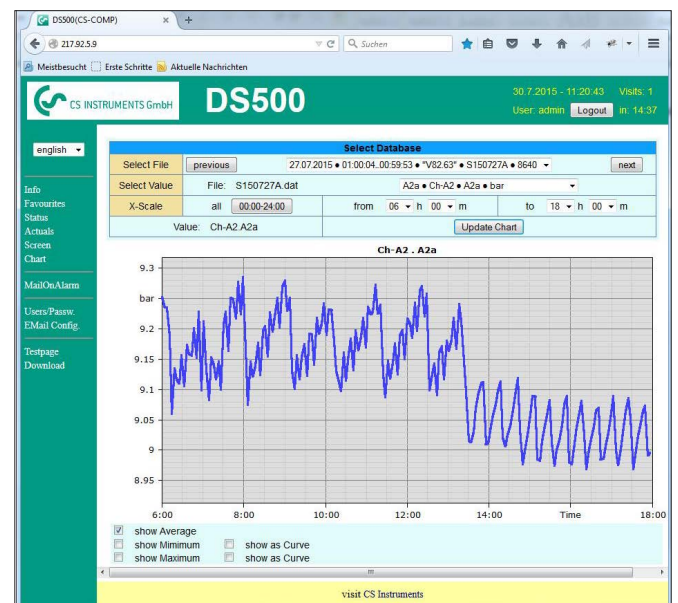 DS500(CS-COMP) × +
217.92.5.9 Suchen
Meistbesucht Erste Schritte Aktuelle Nachrichten
CS INSTRUMENTS GmbH
DS500
30.7.2015 - 11:20:43 Visits: 1
User: admin Logout in: 14:37
english
Info
Favourites
Status
Actuals
Screen
Chart
MailOnAlarm
Users/Passw.
EMail Config.
Testpage
Download
Select Database
Select File previous 27.07.2015 ● 01:00:04..00:59:53 ● "V82.63" ● S150727A ● 8640 next
Select Value File: S150727A.dat A2a ● Ch-A2 ● A2a ● bar
X-Scale all 00:00-24:00 from 06 h 00 m to 18 h 00 m
Value: Ch-A2.A2a Update Chart
Ch-A2 . A2a
9.3
bar
9.2
9.15
9.1
9.05
9
8.95
6:00 8:00 10:00 12:00 14:00 Time 18:00
show Average
show Mimimum show as Curve
show Maximum show as Curve
visit CS Instruments